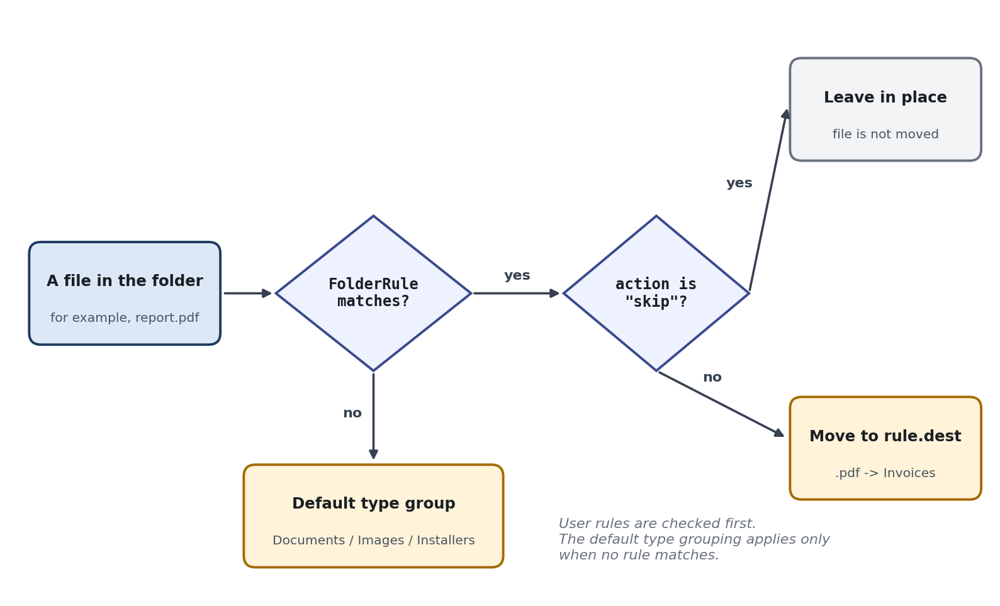 Leave in place
file is not moved
yes
A file in the folder
for example, report.pdf
FolderRule
matches?
yes
action is
"skip"?
no
no
Move to rule.dest
.pdf -> Invoices
Default type group
Documents / Images / Installers
User rules are checked first.
The default type grouping applies only
when no rule matches.